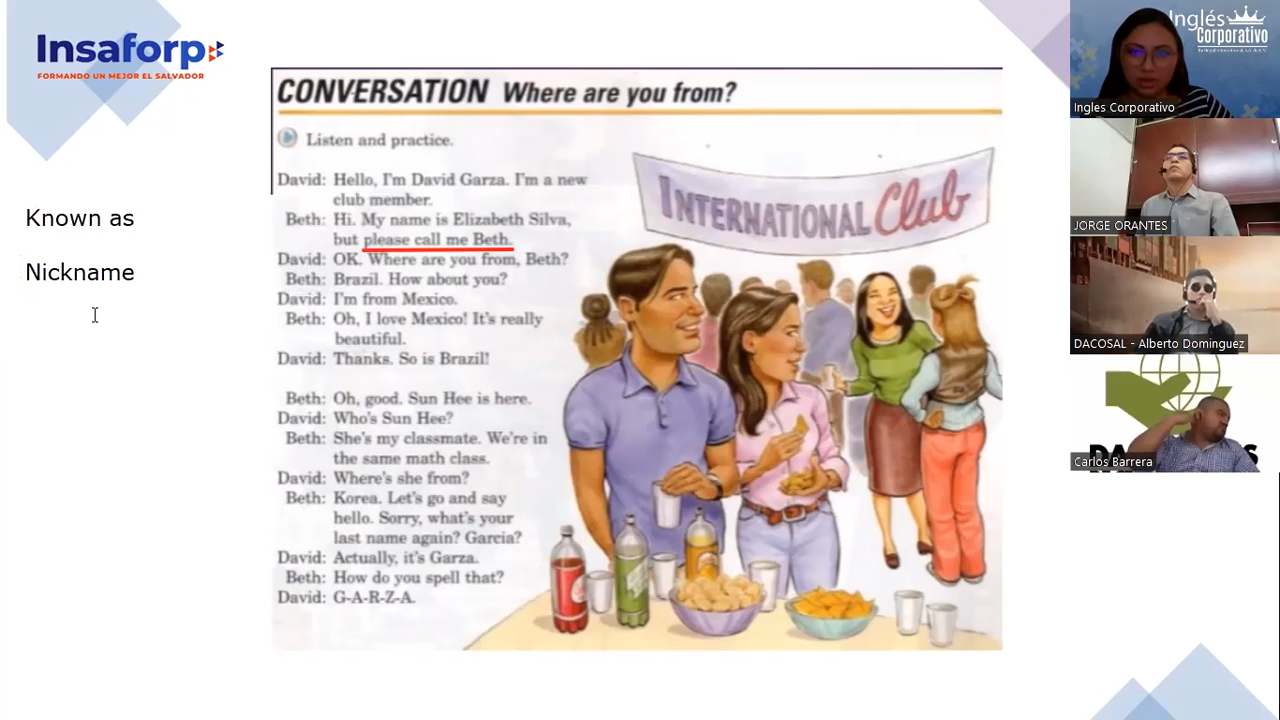 Insaforp
FORMANDO UN MEJOR EL SALVADOR
Known as
Nickname
CONVERSATION Where are you from?
Listen and practice.
David: Hello, I'm David Garza. I'm a new
club member.
Beth: Hi. My name is Elizabeth Silva,
but please call me Beth.
David: OK. Where are you from, Beth?
Beth: Brazil. How about you?
David: I'm from Mexico.
Beth: Oh, I love Mexico! It's really
beautiful.
David: Thanks. So is Brazil!
Beth: Oh, good. Sun Hee is here.
David: Who's Sun Hee?
Beth: She's my classmate. We're in
the same math class.
David: Where's she from?
Beth: Korea. Let's go and say
hello. Sorry, what's your
last name again? Garcia?
David: Actually, it's Garza.
Beth: How do you spell that?
David: G-A-R-Z-A.
INTERNATIONAL Club
Inglés
Corporativo
Ingles Corporativo
JORGE ORANTES
DACOSAL - Alberto Dominguez
Carlos Barrera